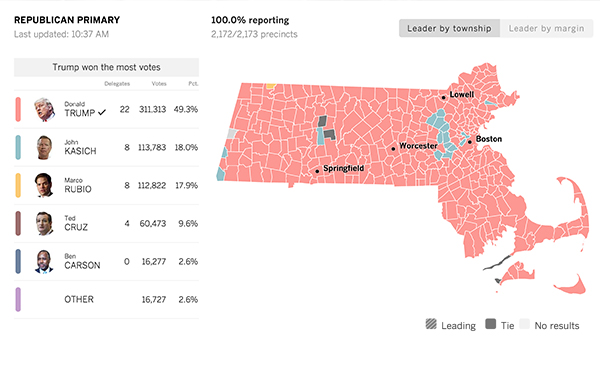 REPUBLICAN PRIMARY
Last updated: 10:37 AM
100.0% reporting
2,172/2,173 precincts
Leader by township
Leader by margin
Trump won the most votes
Delegates Votes Pct.
Donald
TRUMP ✓ 22 311,313 49.3%
John
KASICH 8 113,783 18.0%
Marco
RUBIO 8 112,822 17.9%
Ted
CRUZ 4 60,473 9.6%
Ben
CARSON 0 16,277 2.6%
OTHER 16,727 2.6%
Lowell
Boston
Worcester
Springfield
Leading Tie No results